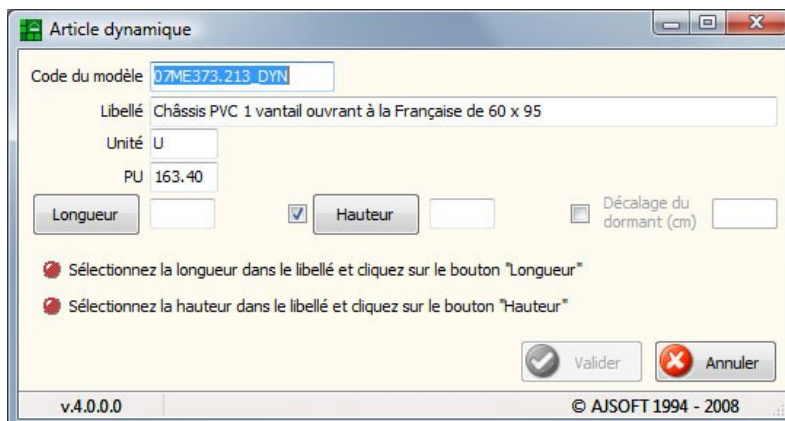 Article dynamique
Code du modèle 07ME373.213_DYN
Libellé Châssis PVC 1 vantail ouvrant à la Française de 60 x 95
Unité U
PU 163.40
Longueur Hauteur Décalage du
dormant (cm)
Sélectionnez la longueur dans le libellé et cliquez sur le bouton "Longueur"
Sélectionnez la hauteur dans le libellé et cliquez sur le bouton "Hauteur"
Valider Annuler
v.4.0.0.0 © AJSOFT 1994 - 2008